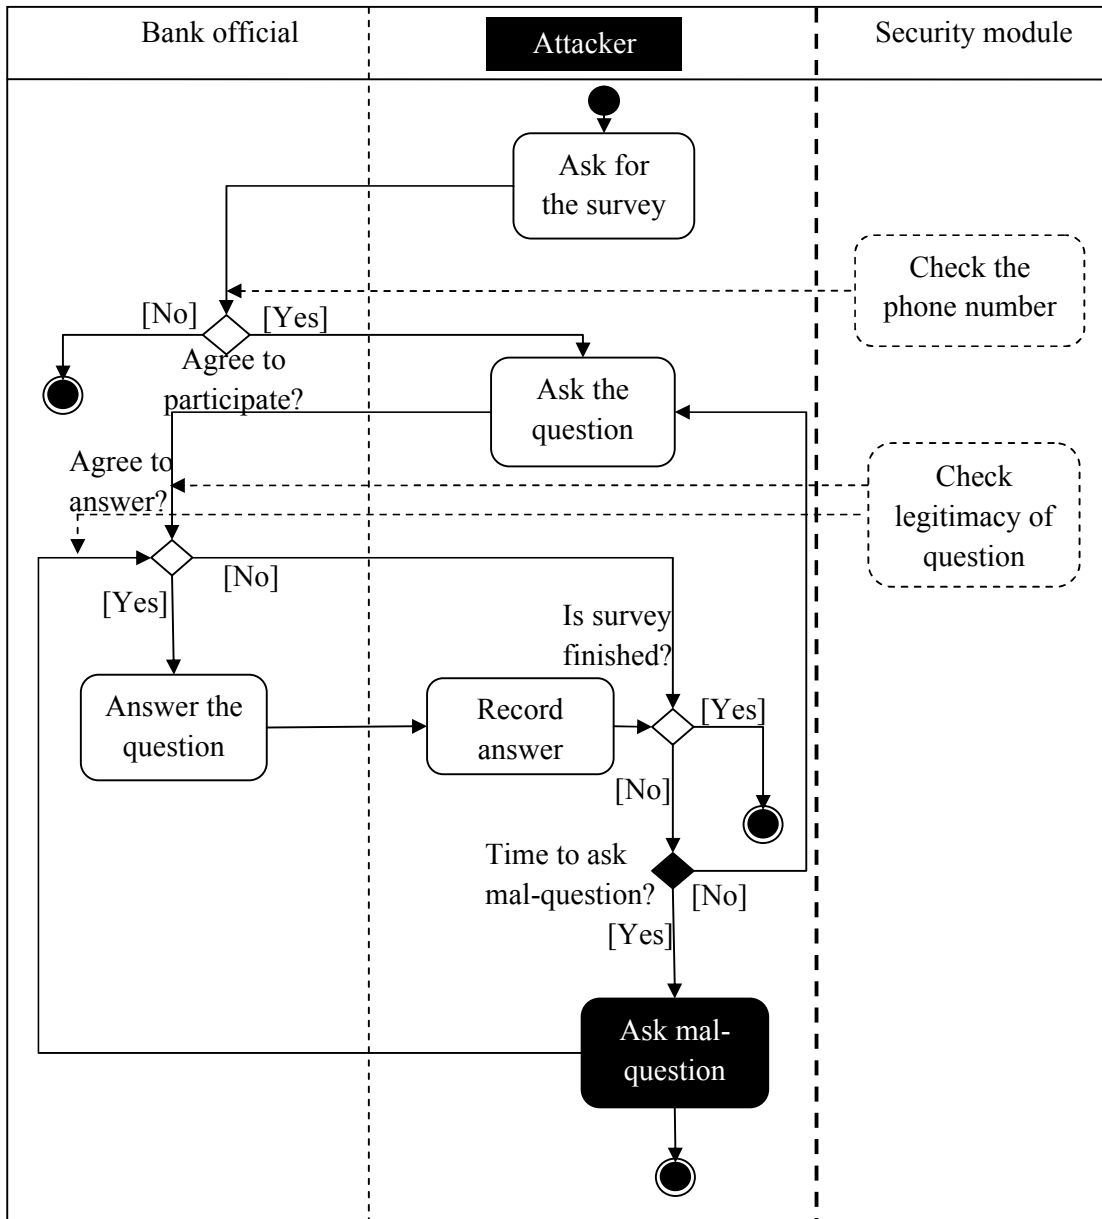 Bank official
Attacker
Security module
Ask for
the survey
Check the
phone number
[No]
[Yes]
Agree to
participate?
Ask the
question
Agree to
answer?
Check
legitimacy of
question
[No]
[Yes]
Is survey
finished?
Answer the
question
Record
answer
[Yes]
[No]
Time to ask
mal-question?
[No]
[Yes]
Ask mal-
question